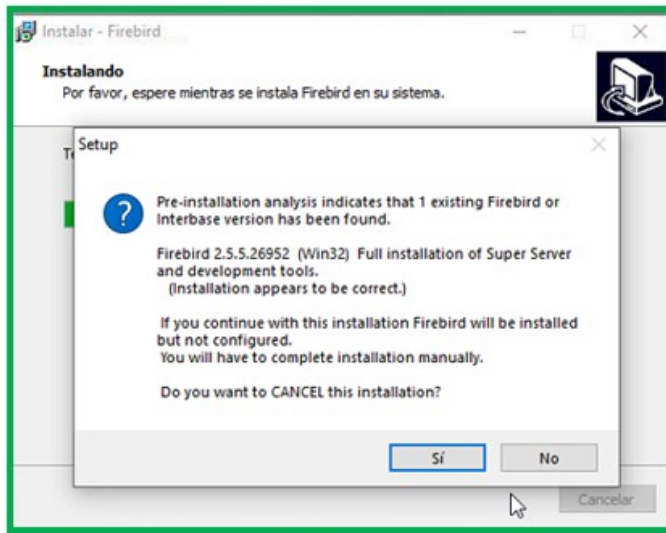 Instalar - Firebird
Instalando
Por favor, espere mientras se instala Firebird en su sistema.
Setup
Pre-installation analysis indicates that 1 existing Firebird or
Interbase version has been found.
Firebird 2.5.5.26952 (Win32) Full installation of Super Server
and development tools.
(Installation appears to be correct.)
If you continue with this installation Firebird will be installed
but not configured.
You will have to complete installation manually.
Do you want to CANCEL this installation?
Sí
No
Cancelar